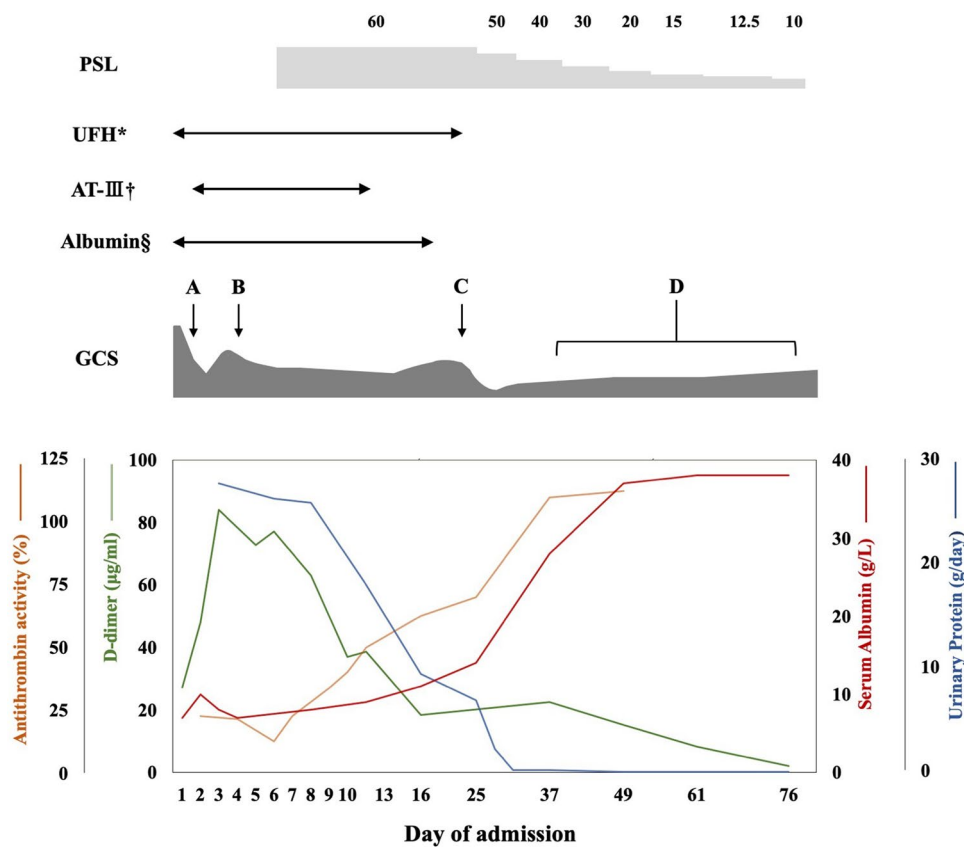 60 50 40 30 20 15 12.5 10
PSL
UFH*
AT-Ⅲ†
Albumin§
A B C D
GCS
125 100 40 30
100 80 30 20
75 60 20 10
50 40 10 0
25 20 0
0 0
Antithrombin activity (%)
D-dimer (μg/ml)
Serum Albumin (g/L)
Urinary Protein (g/day)
1 2 3 4 5 6 7 8 9 10 13 16 25 37 49 61 76
Day of admission